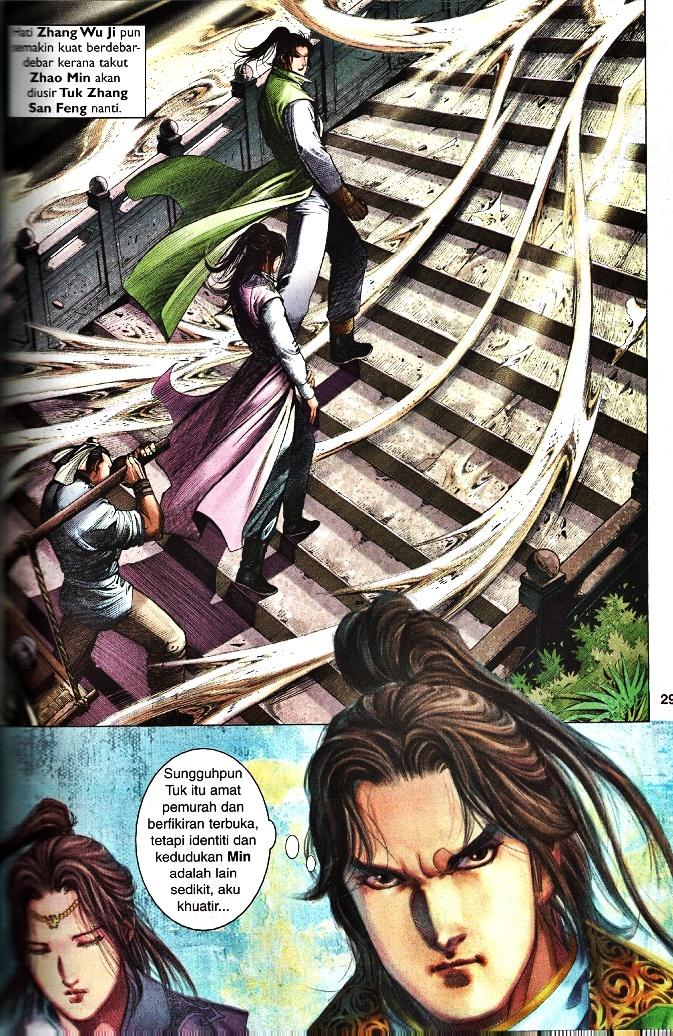 Hati Zhang Wu Ji pun
semakin kuat berdebar-
debar kerana takut
Zhao Min akan
diusir Tuk Zhang
San Feng nanti.
29
Sungguhpun
Tuk itu amat
pemurah dan
berfikiran terbuka,
tetapi identiti dan
kedudukan Min
adalah lain
sedikit, aku
khuatir...